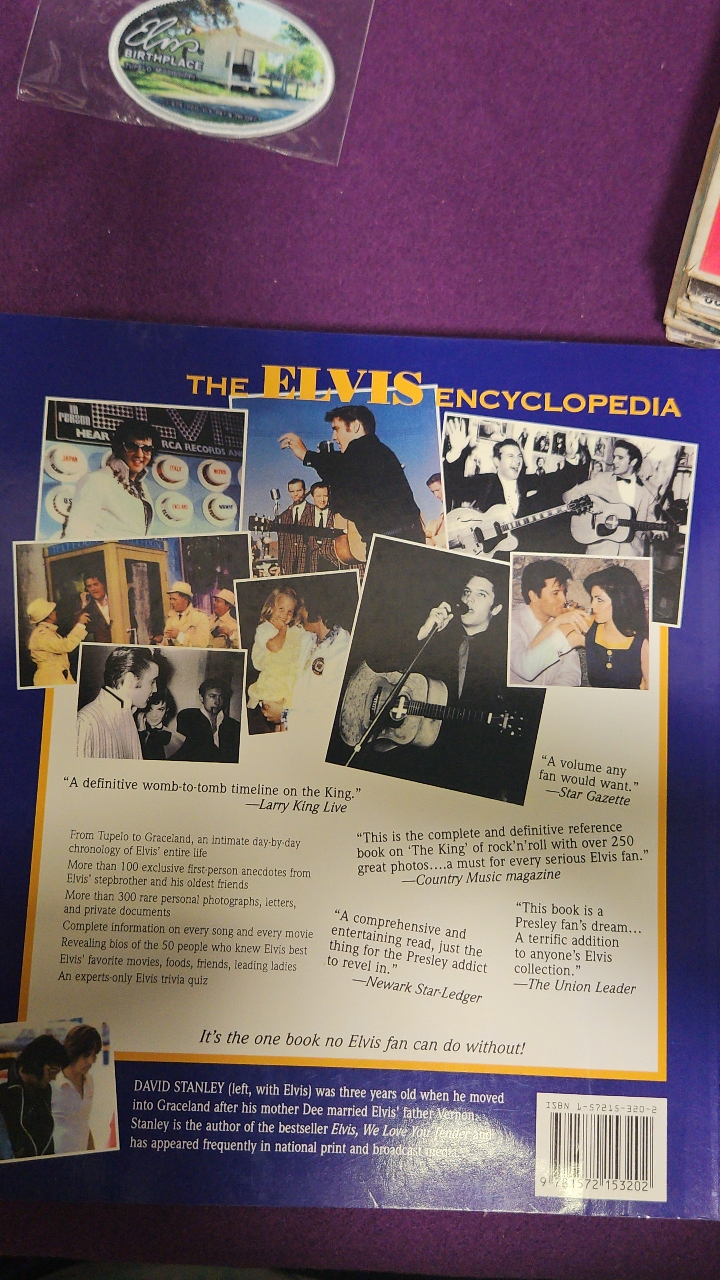 Elvis
BIRTHPLACE
THE ELVIS ENCYCLOPEDIA
in
PERSON
HEAR
RCA RECORDS AN
JAPAN
ITALY
U.S.
"A volume any
fan would want."
—Star Gazette
"A definitive womb-to-tomb timeline on the King."
—Larry King Live
From Tupelo to Graceland, an intimate day-by-day
chronology of Elvis' entire life
More than 100 exclusive first-person anecdotes from
Elvis' stepbrother and his oldest friends
More than 300 rare personal photographs, letters,
and private documents
Complete information on every song and every movie
Revealing bios of the 50 people who knew Elvis best
Elvis' favorite movies, foods, friends, leading ladies
An experts-only Elvis trivia quiz
"This is the complete and definitive reference
book on 'The King' of rock'n'roll with over 250
great photos....a must for every serious Elvis fan."
—Country Music magazine
"A comprehensive and
entertaining read, just the
thing for the Presley addict
to revel in."
—Newark Star-Ledger
"This book is a
Presley fan's dream...
A terrific addition
to anyone's Elvis
collection."
—The Union Leader
It's the one book no Elvis fan can do without!
DAVID STANLEY (left, with Elvis) was three years old when he moved
into Graceland after his mother Dee married Elvis' father Vernon.
Stanley is the author of the bestseller Elvis, We Love You Tender and
has appeared frequently in national print and broadcast media.
ISBN 1-57215-320-2
9 781572 153202